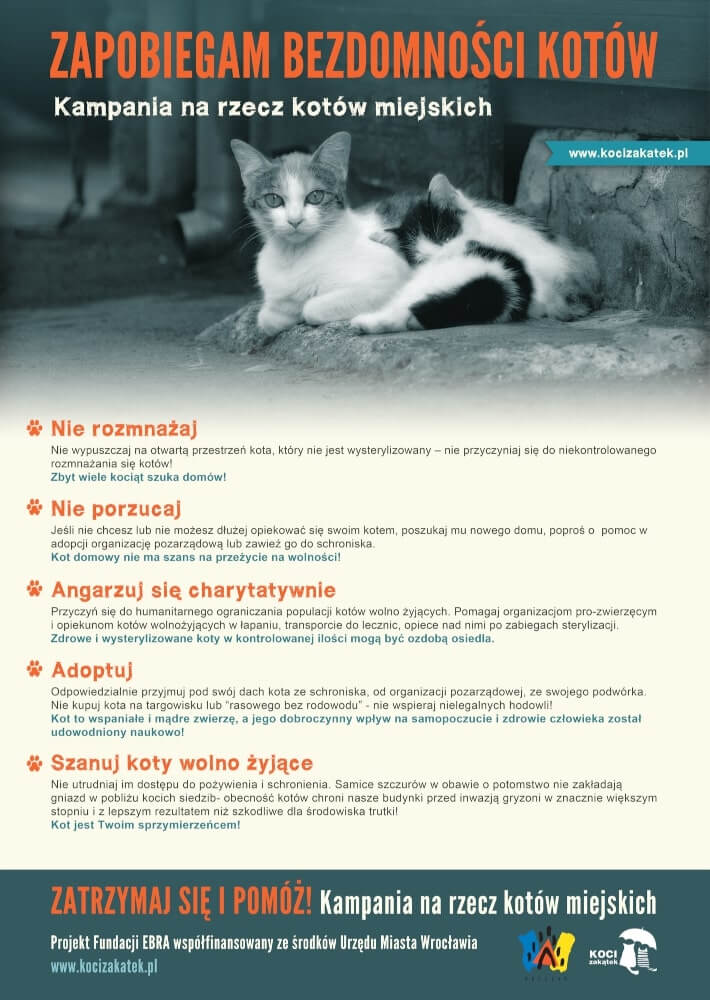 ZAPOBIEGAM BEZDOMNOŚCI KOTÓW
Kampania na rzecz kotów miejskich
www.kocizakatek.pl
Nie rozmnażaj
Nie wypuszczaj na otwartą przestrzeń kota, który nie jest wysterylizowany – nie przyczyniaj się do niekontrolowanego
rozmnażania się kotów!
Zbyt wiele kociąt szuka domów!
Nie porzucaj
Jeśli nie chcesz lub nie możesz dłużej opiekować się swoim kotem, poszukaj mu nowego domu, poproś o pomoc w
adopcji organizację pozarządową lub zawież go do schroniska.
Kot domowy nie ma szans na przeżycie na wolności!
Angarzuj się charytatywnie
Przyczyń się do humanitarnego ograniczania populacji kotów wolno żyjących. Pomagaj organizacjom pro-zwierzęcym
i opiekunom kotów wolnożyjących w łapaniu, transporcie do lecznic, opiece nad nimi po zabiegach sterylizacji.
Zdrowe i wysterylizowane koty w kontrolowanej ilości mogą być ozdobą osiedla.
Adoptuj
Odpowiedzialnie przyjmuj pod swój dach kota ze schroniska, od organizacji pozarządowej, ze swojego podwórka.
Nie kupuj kota na targowisku lub "rasowego bez rodowodu" - nie wspieraj nielegalnych hodowli!
Kot to wspaniałe i mądre zwierzę, a jego dobroczynny wpływ na samopoczucie i zdrowie człowieka został
udowodniony naukowo!
Szanuj koty wolno żyjące
Nie utrudniaj im dostępu do pożywienia i schronienia. Samice szczurów w obawie o potomstwo nie zakładają
gniazd w pobliżu kocich siedzib- obecność kotów chroni nasze budynki przed inwazją gryzoni w znacznie większym
stopniu i z lepszym rezultatem niż szkodliwe dla środowiska trutki!
Kot jest Twoim sprzymierzeńcem!
ZATRZYMAJ SIĘ I POMÓŻ! Kampania na rzecz kotów miejskich
Projekt Fundacji EBRA współfinansowany ze środków Urzędu Miasta Wrocławia
www.kocizakatek.pl
KOCI
zakątek